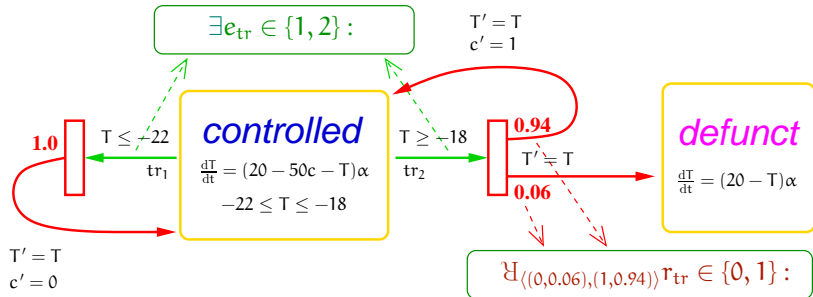 ∃e_tr ∈ {1, 2} :
T′ = T
c′ = 1
1.0
T ≤ −22
controlled
dT/dt = (20 − 50c − T)α
−22 ≤ T ≤ −18
tr₁
T ≥ −18
tr₂
0.94
T′ = T
0.06
defunct
dT/dt = (20 − T)α
T′ = T
c′ = 0
ꓤ_⟨(0,0.06),(1,0.94)⟩ r_tr ∈ {0, 1} :